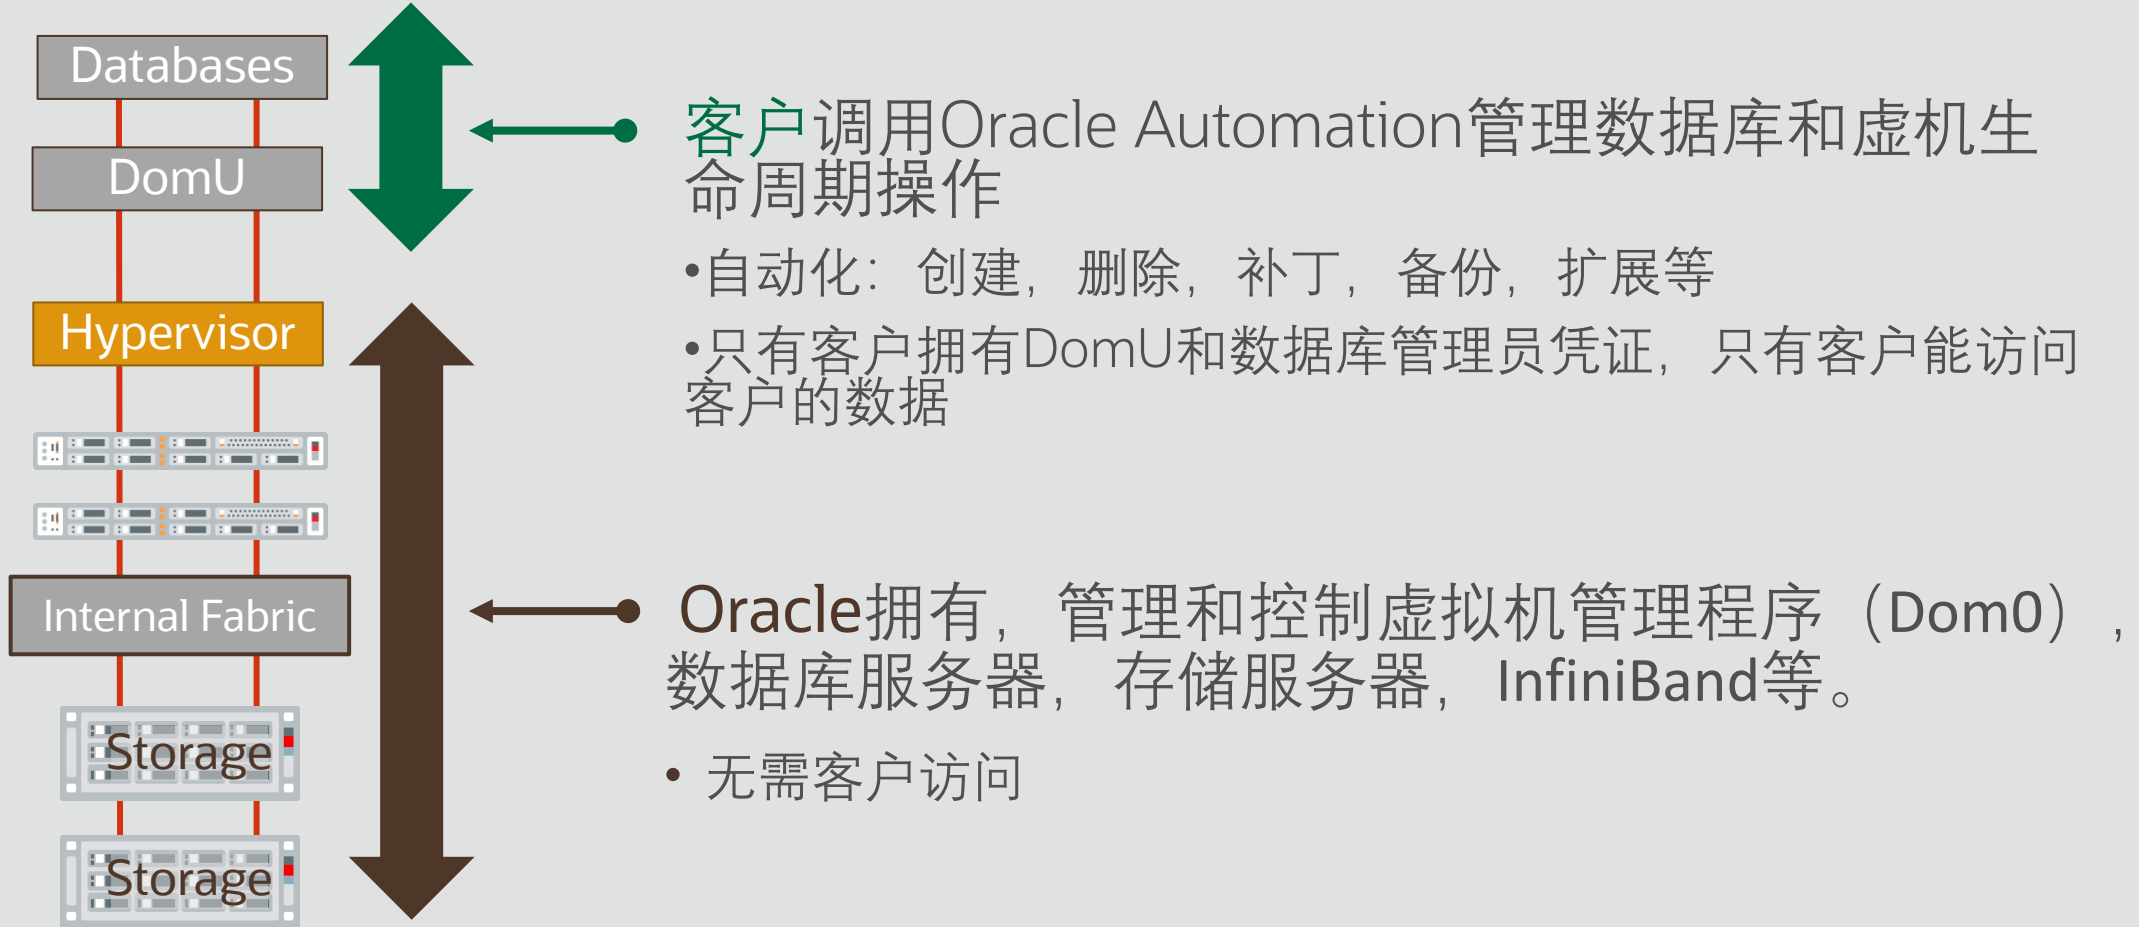 Databases
DomU
Hypervisor
Internal Fabric
Storage
Storage
客户调用Oracle Automation管理数据库和虚机生
命周期操作
•自动化：创建，删除，补丁，备份，扩展等
•只有客户拥有DomU和数据库管理员凭证，只有客户能访问
客户的数据
Oracle拥有，管理和控制虚拟机管理程序（Dom0），
数据库服务器，存储服务器，InfiniBand等。
• 无需客户访问